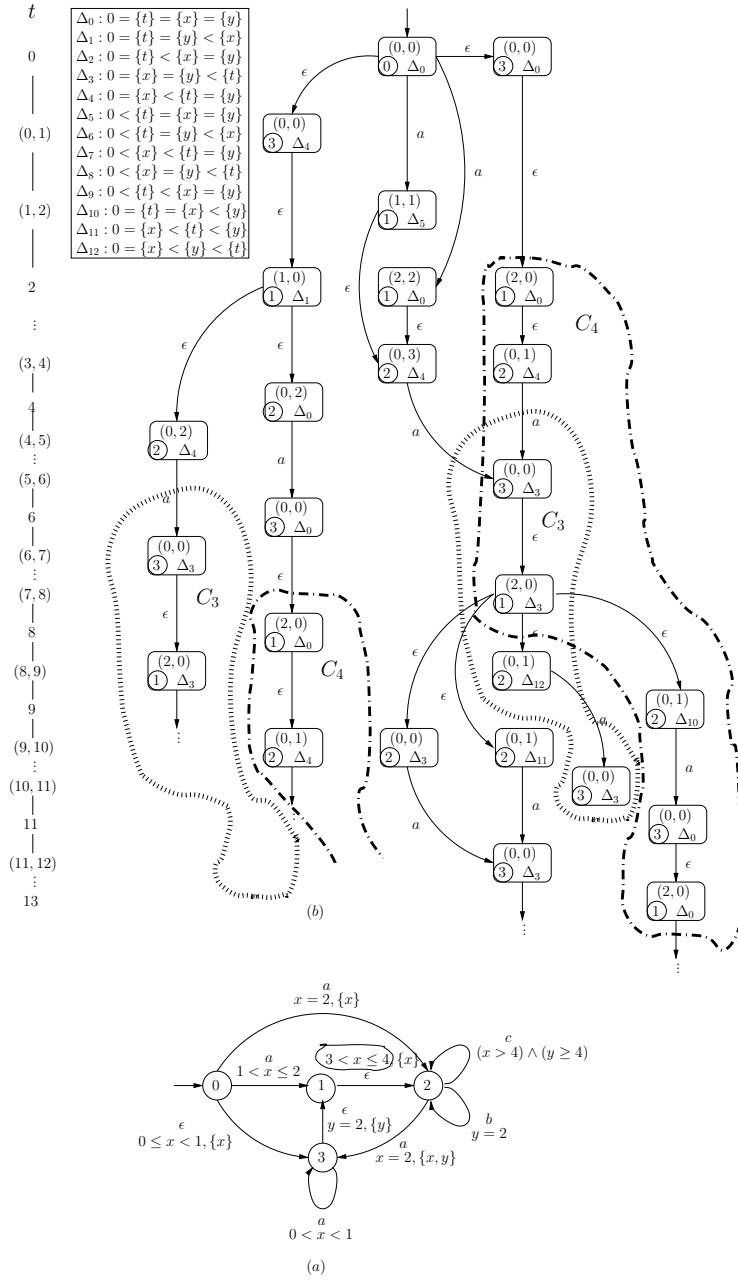 t
0
(0, 1)
(1, 2)
2
⋮
(3, 4)
4
(4, 5)
⋮
(5, 6)
6
(6, 7)
⋮
(7, 8)
8
(8, 9)
9
(9, 10)
⋮
(10, 11)
11
(11, 12)
⋮
13
Δ₀ : 0 = {t} = {x} = {y}
Δ₁ : 0 = {t} = {y} < {x}
Δ₂ : 0 = {t} < {x} = {y}
Δ₃ : 0 = {x} = {y} < {t}
Δ₄ : 0 = {x} < {t} = {y}
Δ₅ : 0 < {t} = {x} = {y}
Δ₆ : 0 < {t} = {y} < {x}
Δ₇ : 0 < {x} < {t} = {y}
Δ₈ : 0 < {x} = {y} < {t}
Δ₉ : 0 < {t} < {x} = {y}
Δ₁₀ : 0 = {t} = {x} < {y}
Δ₁₁ : 0 = {x} < {t} < {y}
Δ₁₂ : 0 = {x} < {y} < {t}
(0, 0)
0 Δ₀
ϵ
(0, 0)
3 Δ₀
ϵ
(0, 0)
3 Δ₄
a
a
ϵ
ϵ
(1, 1)
1 Δ₅
(1, 0)
1 Δ₁
ϵ
(2, 2)
1 Δ₀
(2, 0)
1 Δ₀
C₄
ϵ
ϵ
ϵ
ϵ
(0, 3)
2 Δ₄
(0, 1)
2 Δ₄
(0, 2)
2 Δ₀
(0, 2)
2 Δ₄
a
a
a
(0, 0)
3 Δ₃
a
(0, 0)
3 Δ₀
C₃
(0, 0)
3 Δ₃
ϵ
C₃
ϵ
(2, 0)
1 Δ₃
ϵ
(2, 0)
1 Δ₀
C₄
ϵ
ϵ
ϵ
ϵ
(2, 0)
1 Δ₃
ϵ
(0, 1)
2 Δ₁₂
(0, 1)
2 Δ₁₀
a
⋮
(0, 1)
2 Δ₄
(0, 0)
2 Δ₃
(0, 1)
2 Δ₁₁
(0, 0)
3 Δ₃
a
⋮
a
a
(0, 0)
3 Δ₀
(0, 0)
3 Δ₃
ϵ
(2, 0)
1 Δ₀
(b)
⋮
⋮
a
x = 2, {x}
c
(x > 4) ∧ (y ≥ 4)
3 < x ≤ 4, {x}
a
1 < x ≤ 2
ϵ
0
1
2
ϵ
y = 2, {y}
b
y = 2
ϵ
0 ≤ x < 1, {x}
a
x = 2, {x, y}
3
a
0 < x < 1
(a)